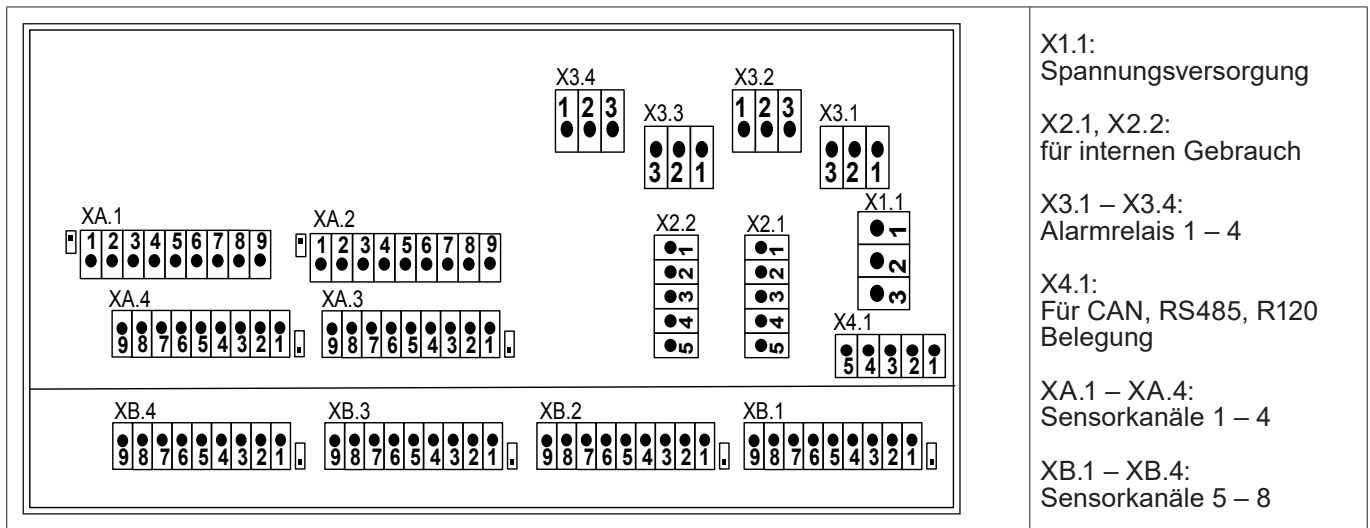 X3.4
1 2 3
X3.2
1 2 3
X3.3
3 2 1
X3.1
3 2 1
XA.1
1 2 3 4 5 6 7 8 9
XA.2
1 2 3 4 5 6 7 8 9
X2.2
1
2
3
4
5
X2.1
1
2
3
4
5
X1.1
1
2
3
XA.4
9 8 7 6 5 4 3 2 1
XA.3
9 8 7 6 5 4 3 2 1
X4.1
5 4 3 2 1
XB.4
9 8 7 6 5 4 3 2 1
XB.3
9 8 7 6 5 4 3 2 1
XB.2
9 8 7 6 5 4 3 2 1
XB.1
9 8 7 6 5 4 3 2 1
X1.1:
Spannungsversorgung
X2.1, X2.2:
für internen Gebrauch
X3.1 – X3.4:
Alarmrelais 1 – 4
X4.1:
Für CAN, RS485, R120
Belegung
XA.1 – XA.4:
Sensorkanäle 1 – 4
XB.1 – XB.4:
Sensorkanäle 5 – 8